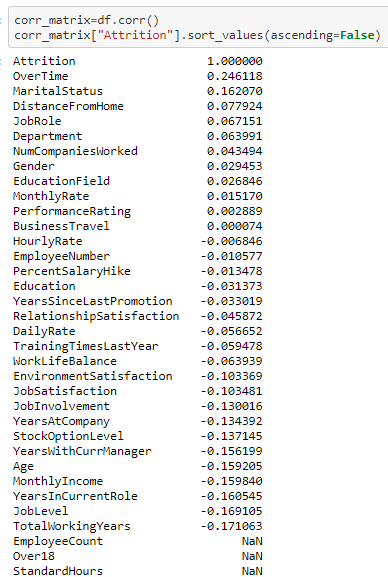 corr_matrix=df.corr()
corr_matrix["Attrition"].sort_values(ascending=False)
Attrition 1.000000
OverTime 0.246118
MaritalStatus 0.162070
DistanceFromHome 0.077924
JobRole 0.067151
Department 0.063991
NumCompaniesWorked 0.043494
Gender 0.029453
EducationField 0.026846
MonthlyRate 0.015170
PerformanceRating 0.002889
BusinessTravel 0.000074
HourlyRate -0.006846
EmployeeNumber -0.010577
PercentSalaryHike -0.013478
Education -0.031373
YearsSinceLastPromotion -0.033019
RelationshipSatisfaction -0.045872
DailyRate -0.056652
TrainingTimesLastYear -0.059478
WorkLifeBalance -0.063939
EnvironmentSatisfaction -0.103369
JobSatisfaction -0.103481
JobInvolvement -0.130016
YearsAtCompany -0.134392
StockOptionLevel -0.137145
YearsWithCurrManager -0.156199
Age -0.159205
MonthlyIncome -0.159840
YearsInCurrentRole -0.160545
JobLevel -0.169105
TotalWorkingYears -0.171063
EmployeeCount NaN
Over18 NaN
StandardHours NaN